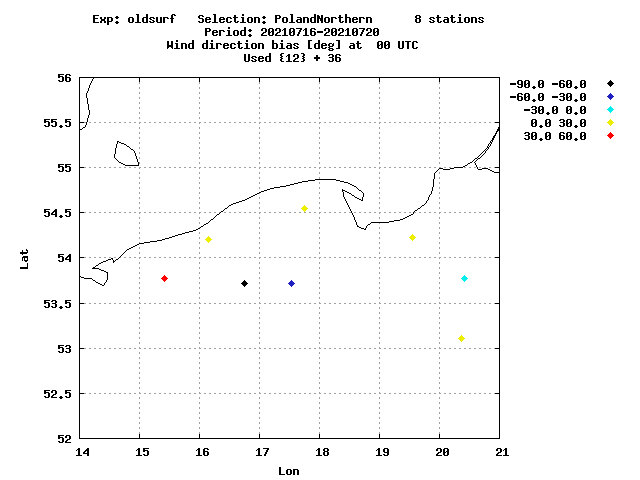 Exp: oldsurf   Selection: PolandNorthern      8 stations
Period: 20210716-20210720
Wind direction bias [deg] at  00 UTC
Used {12} + 36
56
55.5
55
54.5
54
53.5
53
52.5
52
14 15 16 17 18 19 20 21
Lat
Lon
-90.0 -60.0
-60.0 -30.0
-30.0 0.0
0.0 30.0
30.0 60.0